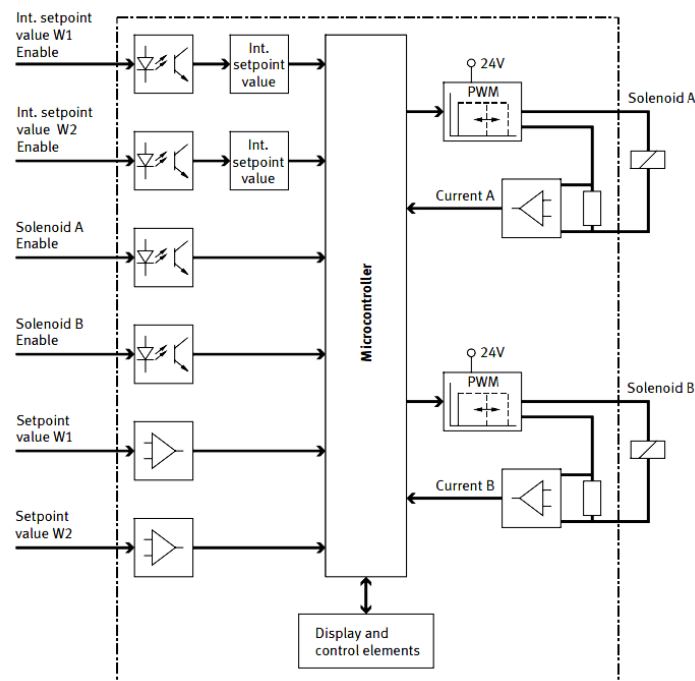 Int. setpoint
value W1
Enable
Int.
setpoint
value
Int. setpoint
value W2
Enable
Int.
setpoint
value
Solenoid A
Enable
Solenoid B
Enable
Setpoint
value W1
Setpoint
value W2
Microcontroller
24V
PWM
Solenoid A
Current A
24V
PWM
Solenoid B
Current B
Display and
control elements